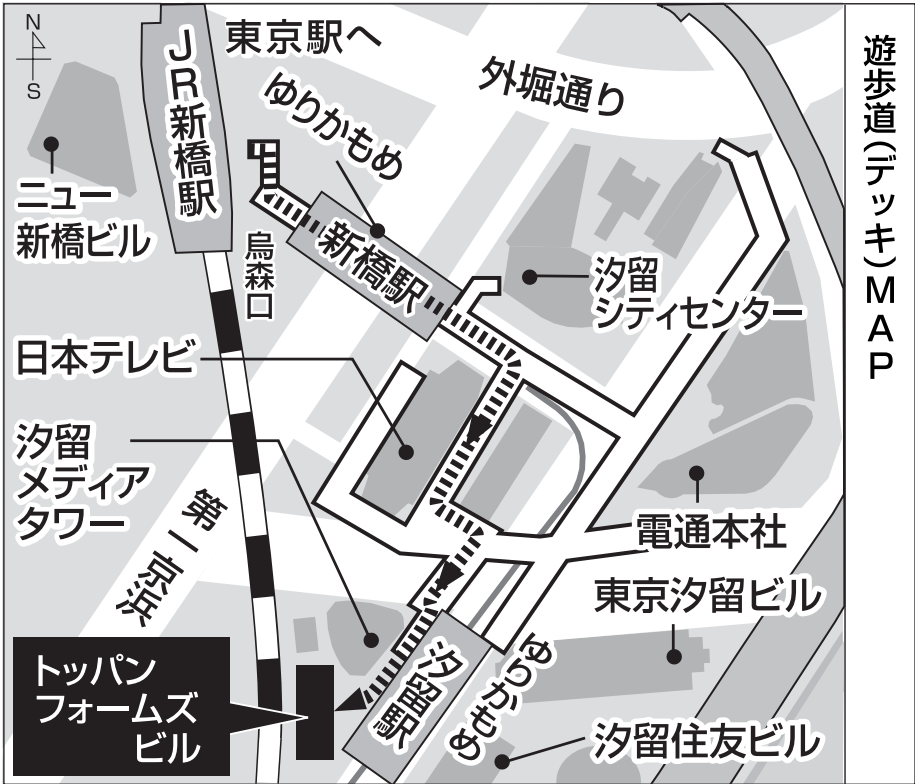 遊歩道(デッキ)MAP
N
S
東京駅へ
JR新橋駅
外堀通り
ゆりかもめ
ニュー
新橋ビル
烏森口
新橋駅
汐留
シティセンター
日本テレビ
汐留
メディア
タワー
第一京浜
電通本社
東京汐留ビル
トッパン
フォームズ
ビル
汐留駅
ゆりかもめ
汐留住友ビル